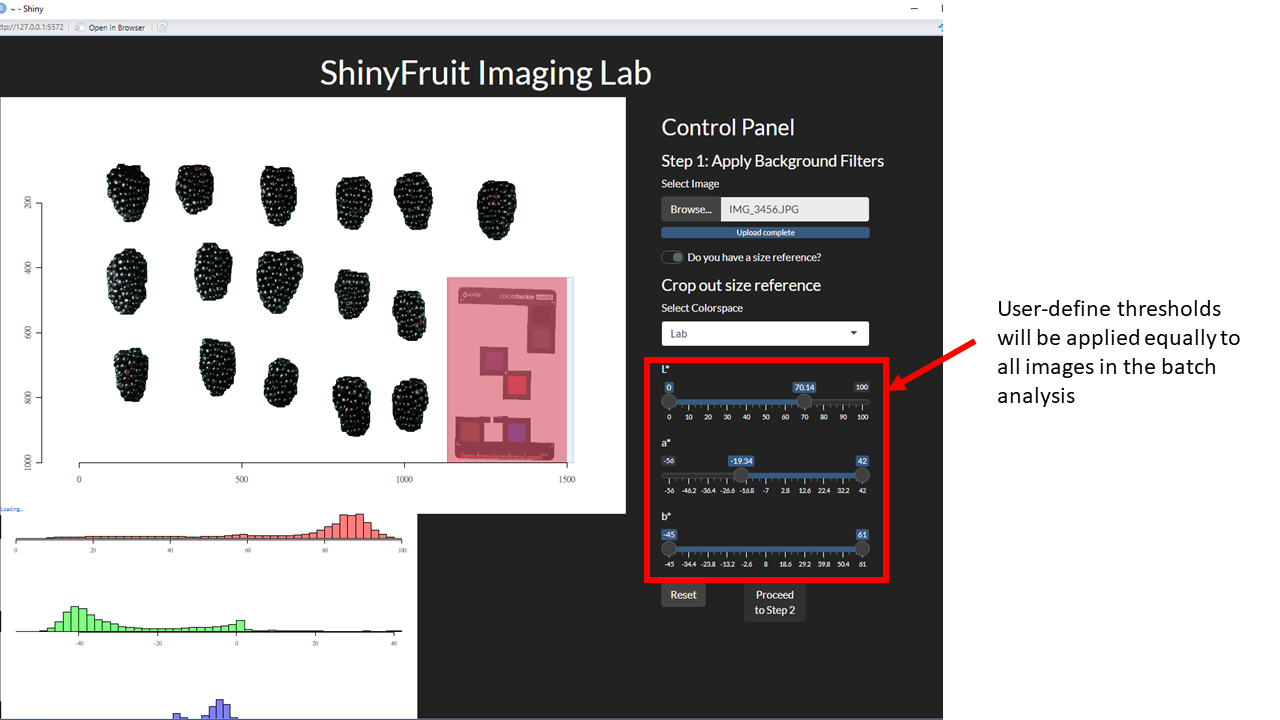 ~ - Shiny
ttp://127.0.0.1:5572
Open in Browser
ShinyFruit Imaging Lab
200
400
600
800
1000
0
500
1000
1500
x-rite
colorchecker CLASSIC
Loading...
0
20
40
60
80
100
-40
-20
0
20
40
Control Panel
Step 1: Apply Background Filters
Select Image
Browse...
IMG_3456.JPG
Upload complete
Do you have a size reference?
Crop out size reference
Select Colorspace
Lab
L*
0 70.14 100
0 10 20 30 40 50 60 70 80 90 100
a*
-56 -19.34 42
-56 -46.2 -36.4 -26.6 -16.8 -7 2.8 12.6 22.4 32.2 42
b*
-45 61
-45 -34.4 -23.8 -13.2 -2.6 8 18.6 29.2 39.8 50.4 61
Reset
Proceed
to Step 2
User-define thresholds
will be applied equally to
all images in the batch
analysis